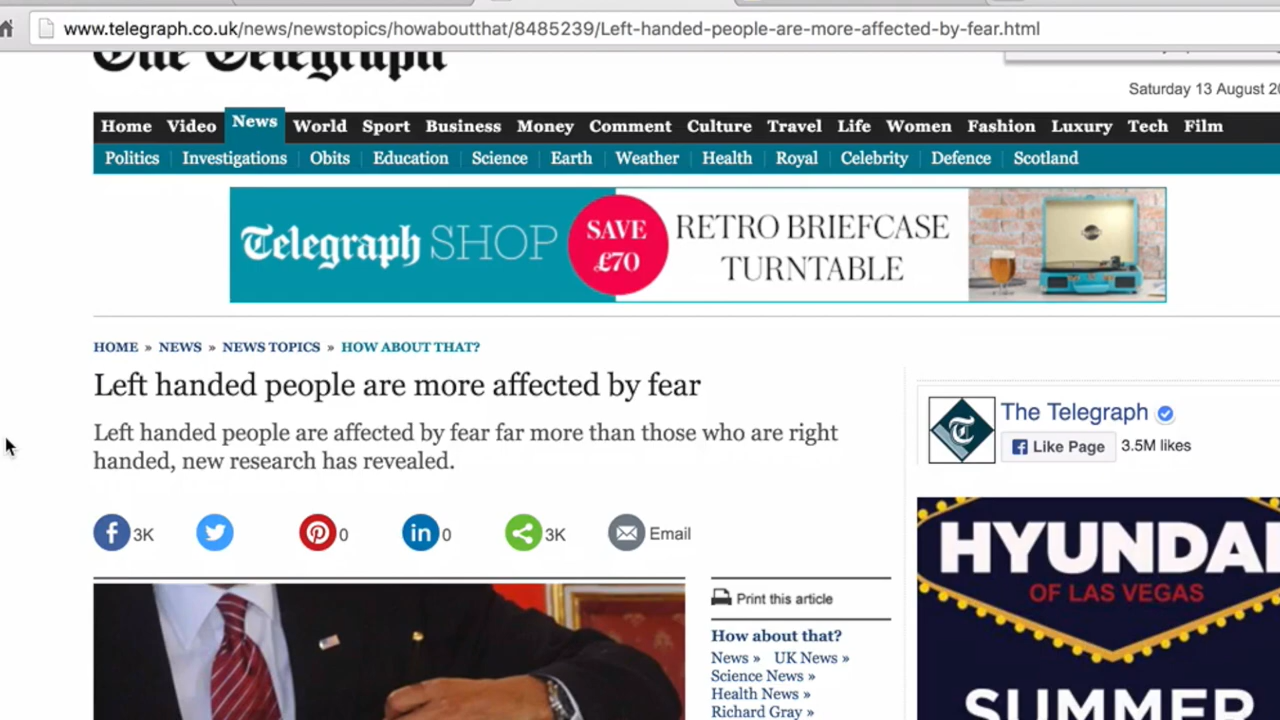 www.telegraph.co.uk/news/newstopics/howaboutthat/8485239/Left-handed-people-are-more-affected-by-fear.html
The Telegraph
Saturday 13 August
Home Video News World Sport Business Money Comment Culture Travel Life Women Fashion Luxury Tech Film
Politics Investigations Obits Education Science Earth Weather Health Royal Celebrity Defence Scotland
Telegraph SHOP
SAVE
£70
RETRO BRIEFCASE
TURNTABLE
HOME » NEWS » NEWS TOPICS » HOW ABOUT THAT?
Left handed people are more affected by fear
Left handed people are affected by fear far more than those who are right
handed, new research has revealed.
3K 0 in 0 3K Email
The Telegraph
Like Page 3.5M likes
Print this article
How about that?
News » UK News »
Science News »
Health News »
Richard Gray »
HYUNDAI
OF LAS VEGAS
SUMMER